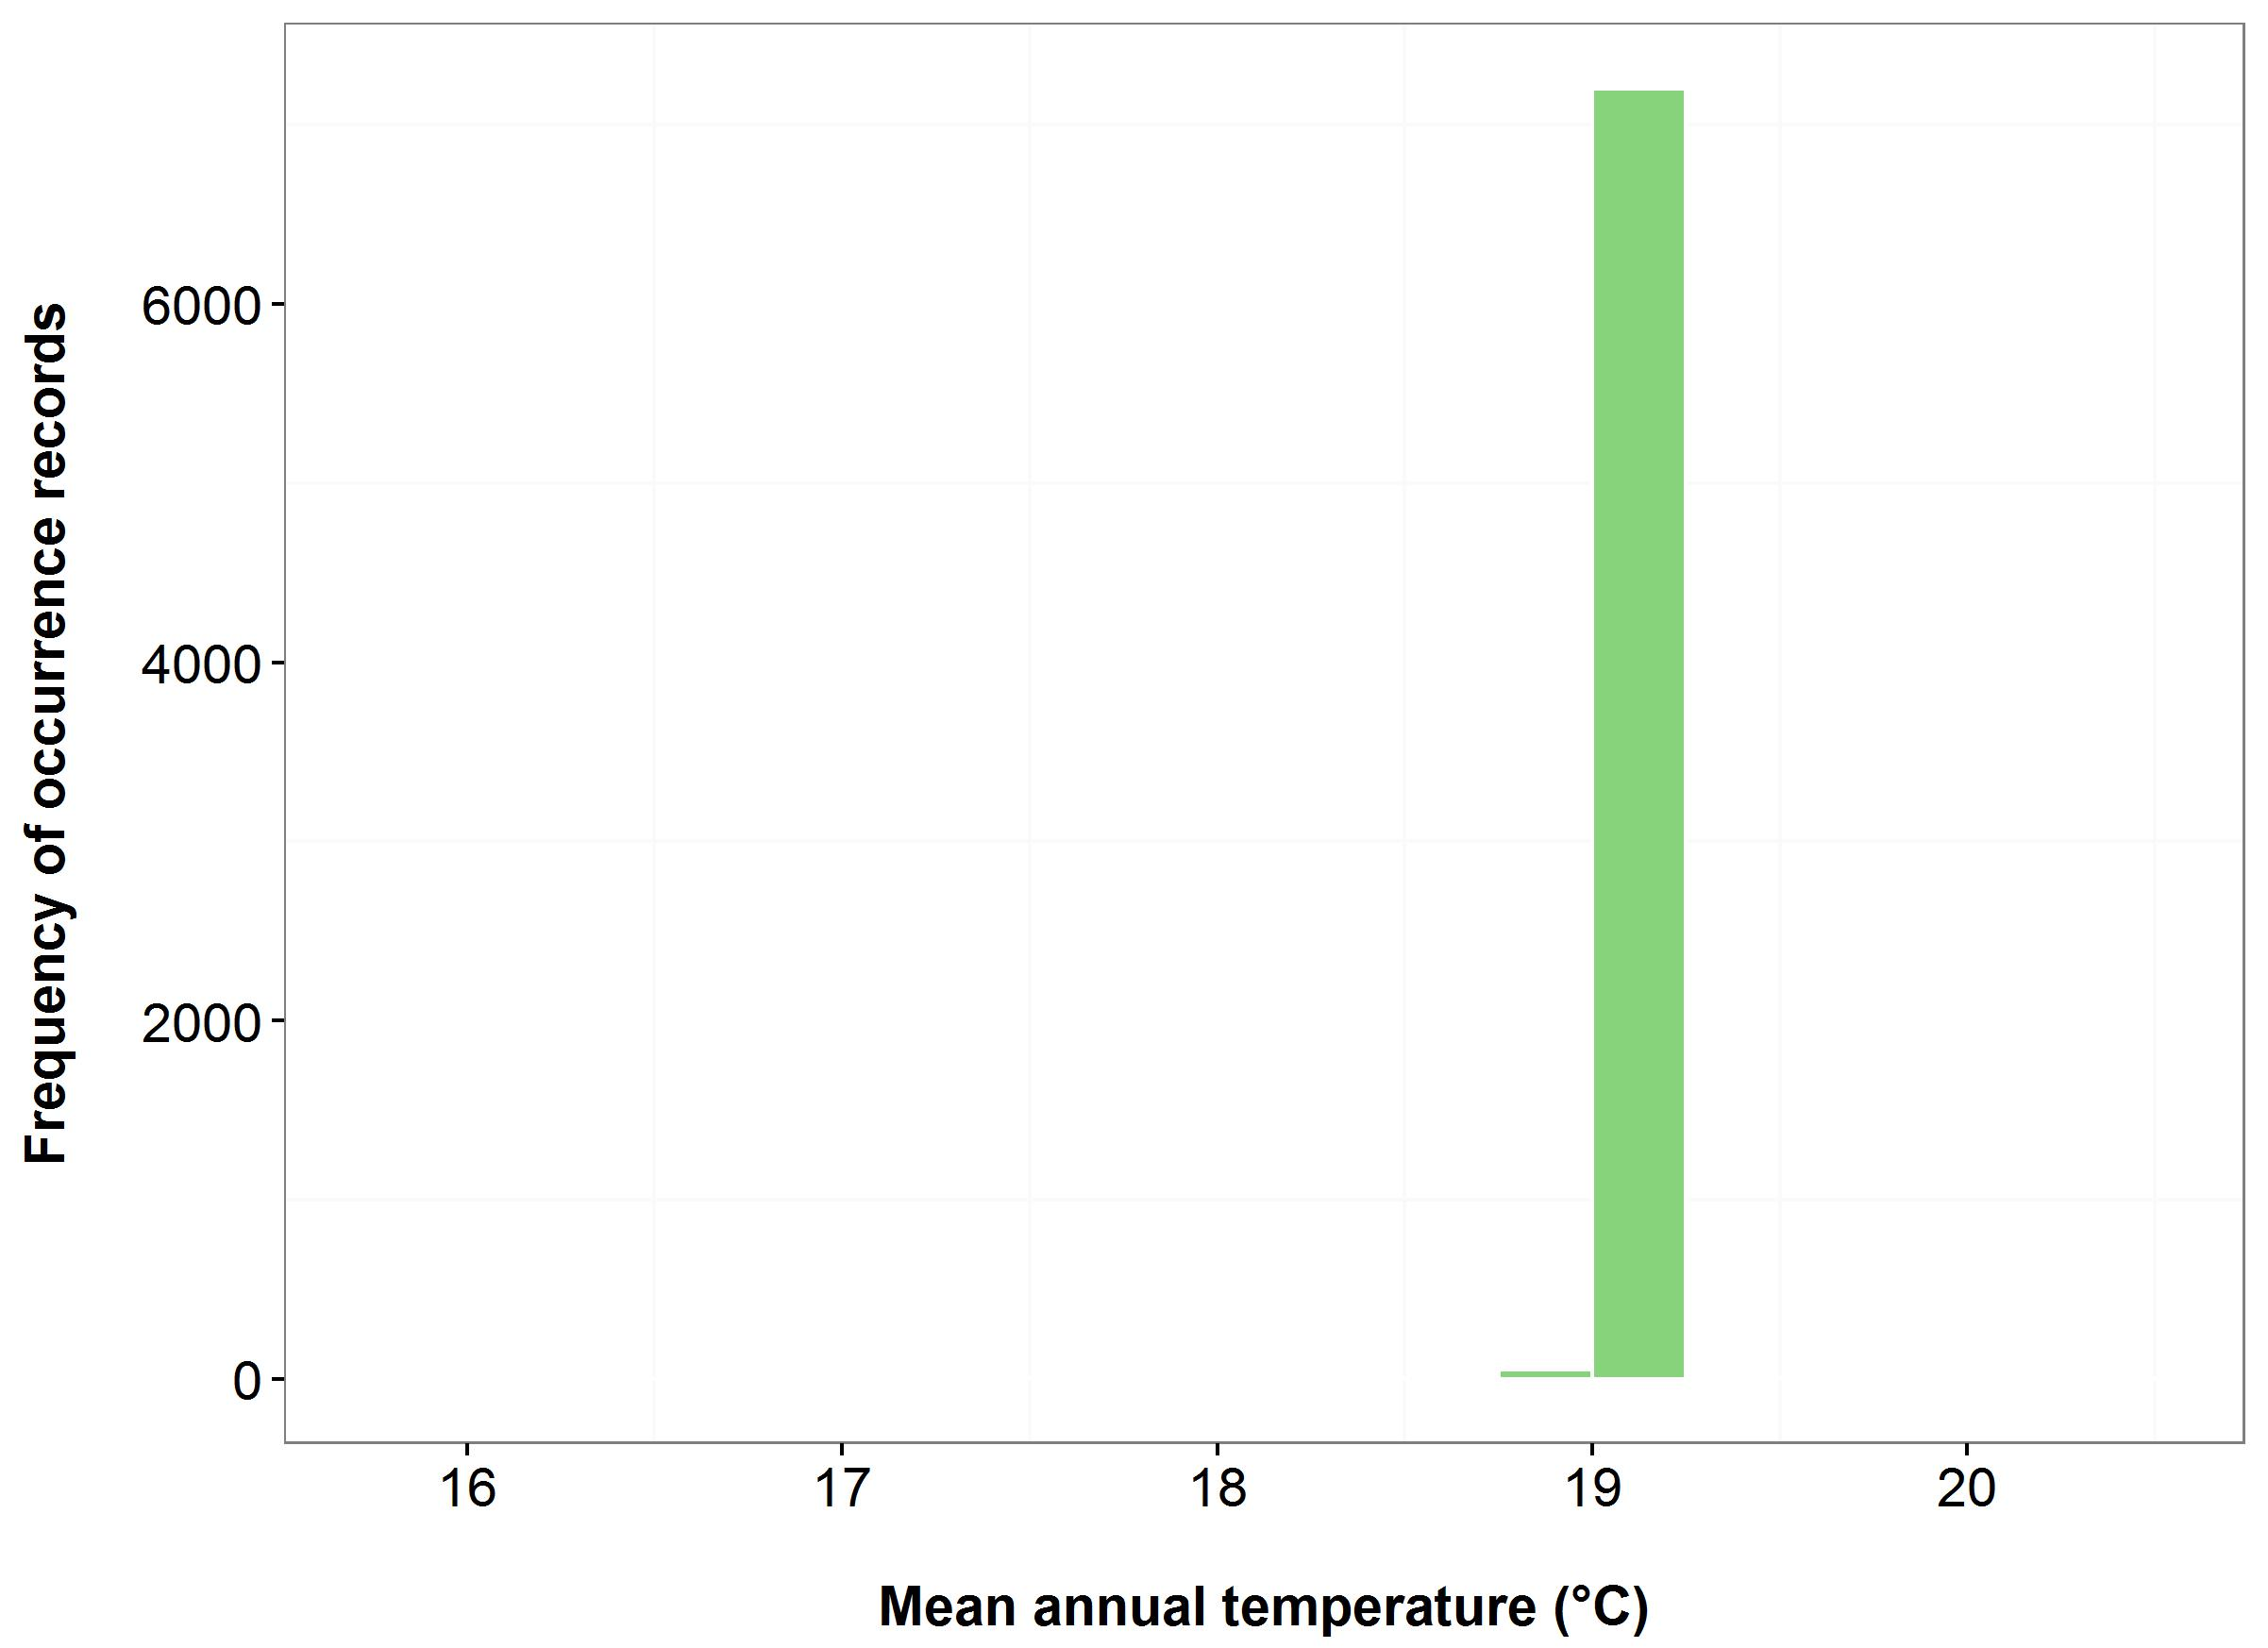 Frequency of occurrence records
6000
4000
2000
0
16 17 18 19 20
Mean annual temperature (°C)